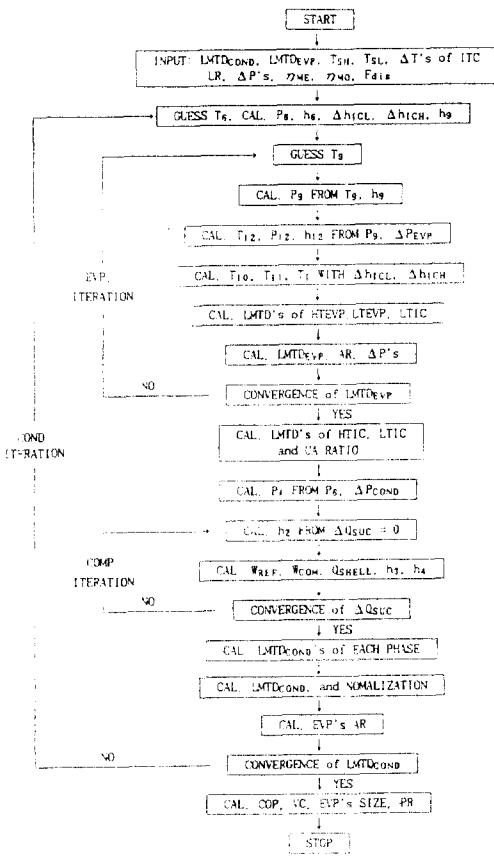 START
INPUT: LMTDCOND, LMTDEVP, TSH, TSL, ΔT's of ITC
LR, ΔP's, ηME, ηMO, Fdis
GUESS T6, CAL. P6, h6, ΔhICL, ΔhICH, h9
GUESS T9
CAL. P9 FROM T9, h9
CAL. T12, P12, h12 FROM P9, ΔPEVP
EVP.
ITERATION
CAL. T10, T11, T1 WITH ΔhICL, ΔhICH
CAL. LMTD's of HTEVP, LTEVP, LTIC
CAL. LMTDEVP, AR, ΔP's
NO
CONVERGENCE of LMTDEVP
YES
COND
ITERATION
CAL. LMTD's of HTIC, LTIC
and UA RATIO
CAL. P4 FROM P6, ΔPCOND
CAL. h2 FROM ΔQSUC = 0
COMP
ITERATION
CAL WREF, WCOM, QSHELL, h3, h4
NO
CONVERGENCE of ΔQSUC
YES
CAL LMTDCOND's of EACH PHASE
CAL. LMTDCOND, and NOMALIZATION
CAL. EVP's AR
NO
CONVERGENCE of LMTDCOND
YES
CAL. COP, VC, EVP's SIZE, PR
STOP